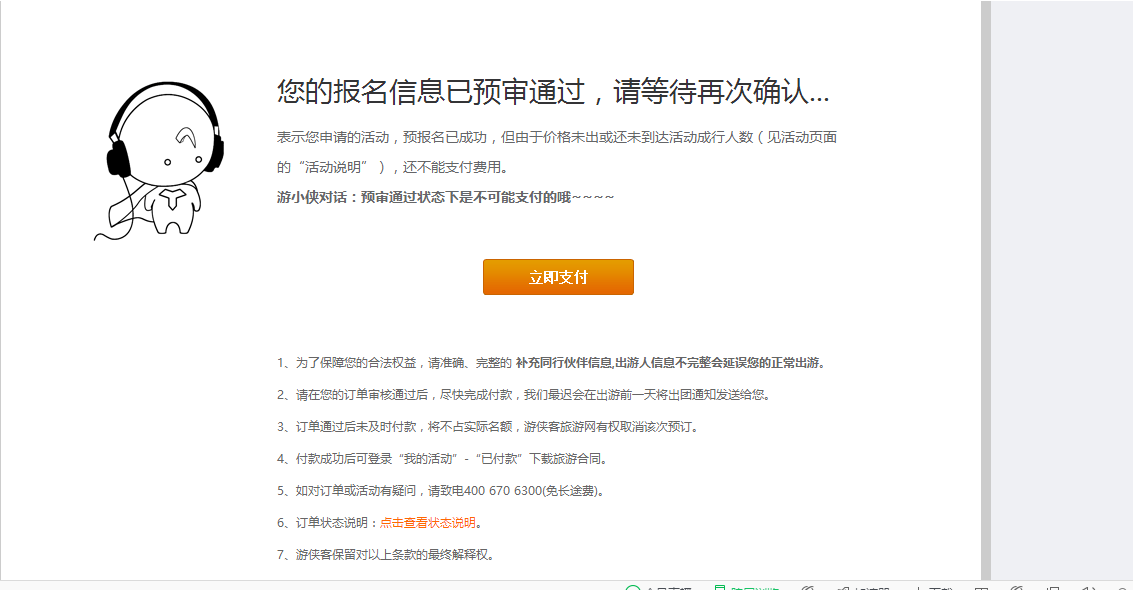 您的报名信息已预审通过，请等待再次确认...
表示您申请的活动，预报名已成功，但由于价格未出或还未到达活动成行人数（见活动页面
的“活动说明”），还不能支付费用。
游小侠对话：预审通过状态下是不可能支付的哦~~~~
立即支付
1、为了保障您的合法权益，请准确、完整的 补充同行伙伴信息,出游人信息不完整会延误您的正常出游。
2、请在您的订单审核通过后，尽快完成付款，我们最迟会在出游前一天将出团通知发送给您。
3、订单通过后未及时付款，将不占实际名额，游侠客旅游网有权取消该次预订。
4、付款成功后可登录“我的活动”-“已付款”下载旅游合同。
5、如对订单或活动有疑问，请致电400 670 6300(免长途费)。
6、订单状态说明：点击查看状态说明。
7、游侠客保留对以上条款的最终解释权。